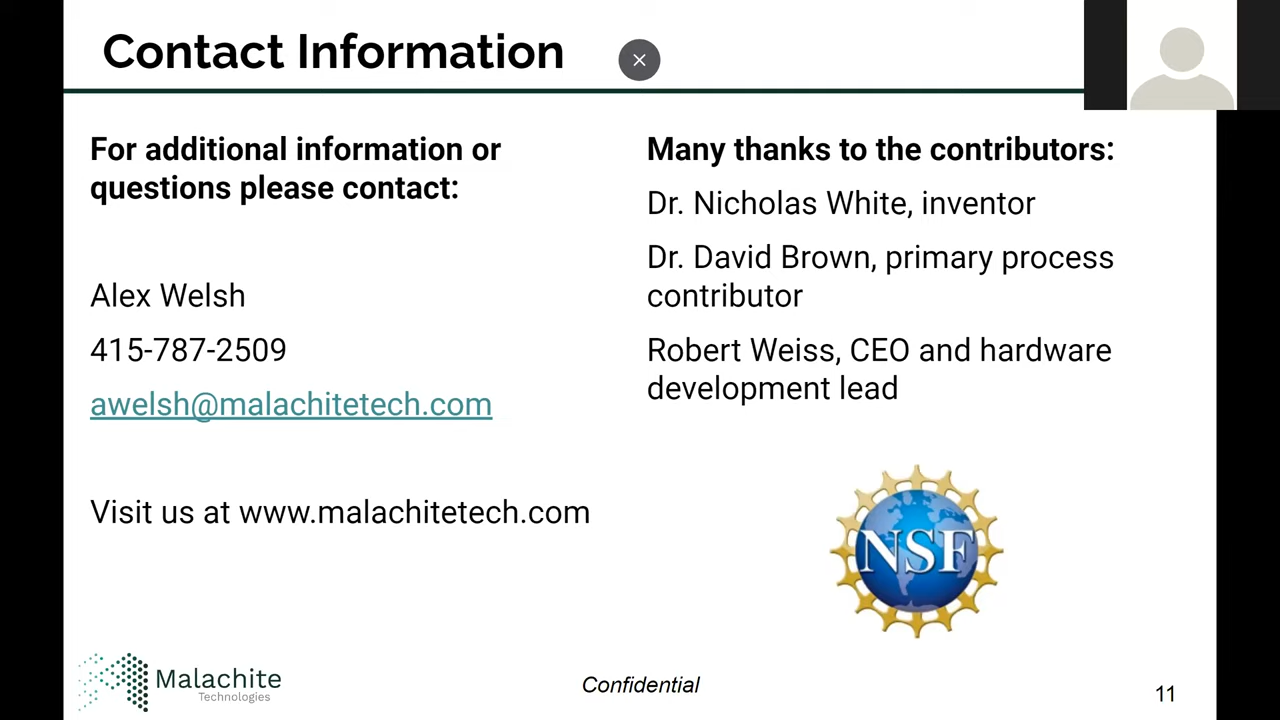 Contact Information
For additional information or
questions please contact:
Alex Welsh
415-787-2509
awelsh@malachitetech.com
Visit us at www.malachitetech.com
Many thanks to the contributors:
Dr. Nicholas White, inventor
Dr. David Brown, primary process
contributor
Robert Weiss, CEO and hardware
development lead
NSF
Malachite
Technologies
Confidential
11